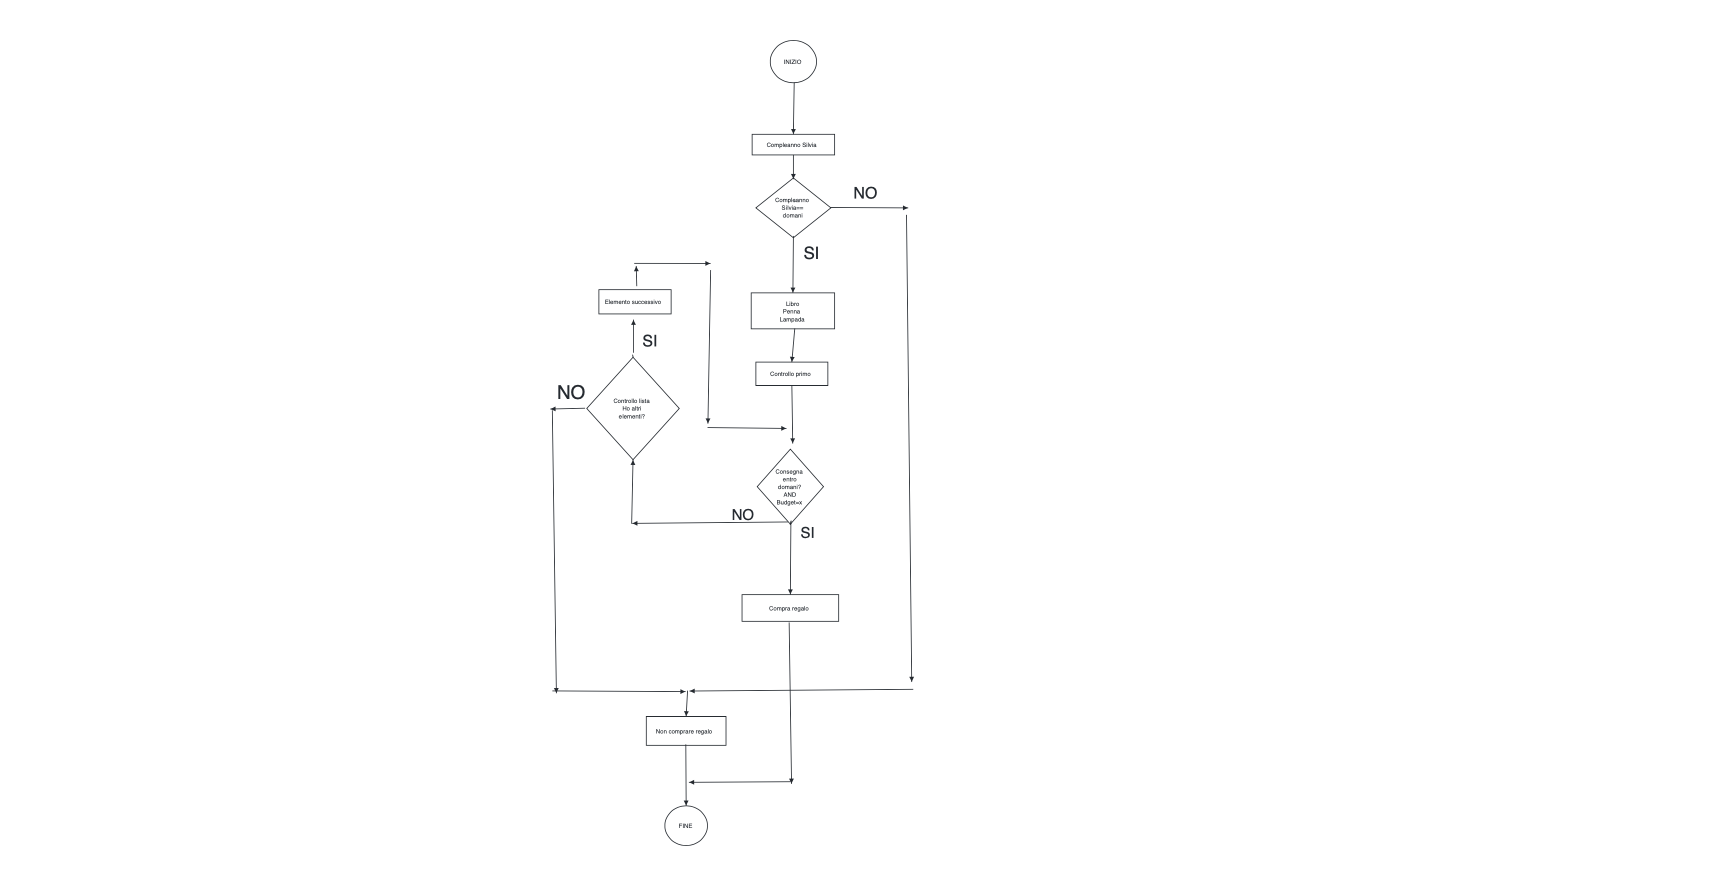 INIZIO
Compleanno Silvia
Compleanno
Silvia==
domani
NO
SI
Libro
Penna
Lampada
Controllo primo
Elemento successivo
SI
NO
Controllo lista
Ho altri
elementi?
Consegna
entro
domani?
AND
Budget=x
NO
SI
Compra regalo
Non comprare regalo
FINE